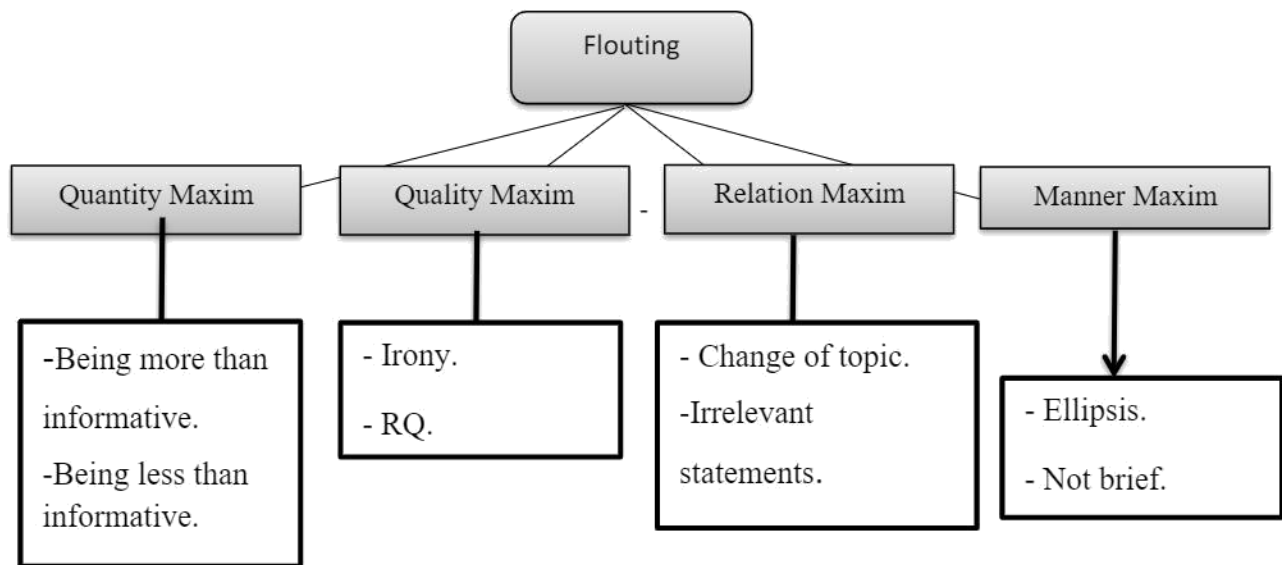 Flouting
Quantity Maxim
Quality Maxim
-
Relation Maxim
Manner Maxim
-Being more than
informative.
-Being less than
informative.
- Irony.
- RQ.
- Change of topic.
-Irrelevant
statements.
- Ellipsis.
- Not brief.